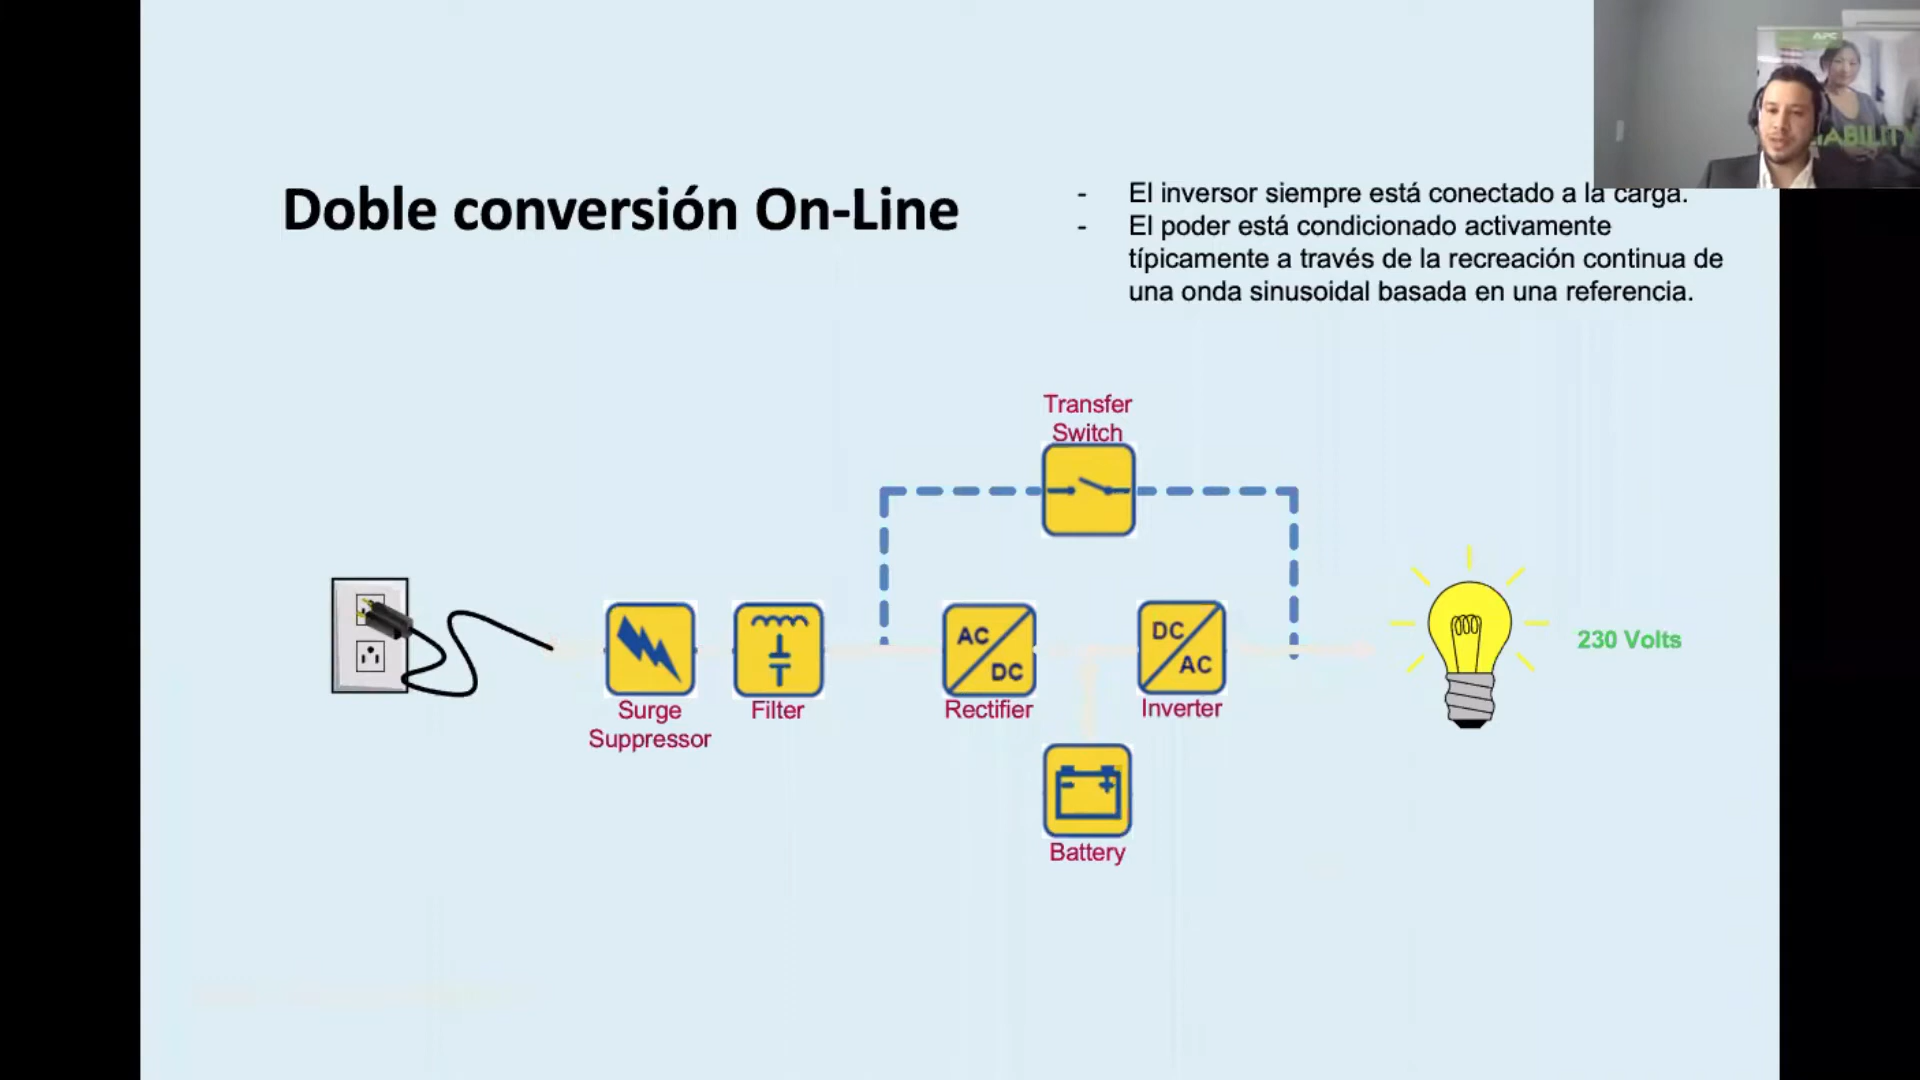 APC
ABILITY
Doble conversión On-Line
- El inversor siempre está conectado a la carga.
- El poder está condicionado activamente
típicamente a través de la recreación continua de
una onda sinusoidal basada en una referencia.
Transfer
Switch
AC
DC
DC
AC
230 Volts
Surge
Suppressor
Filter
Rectifier
Inverter
Battery